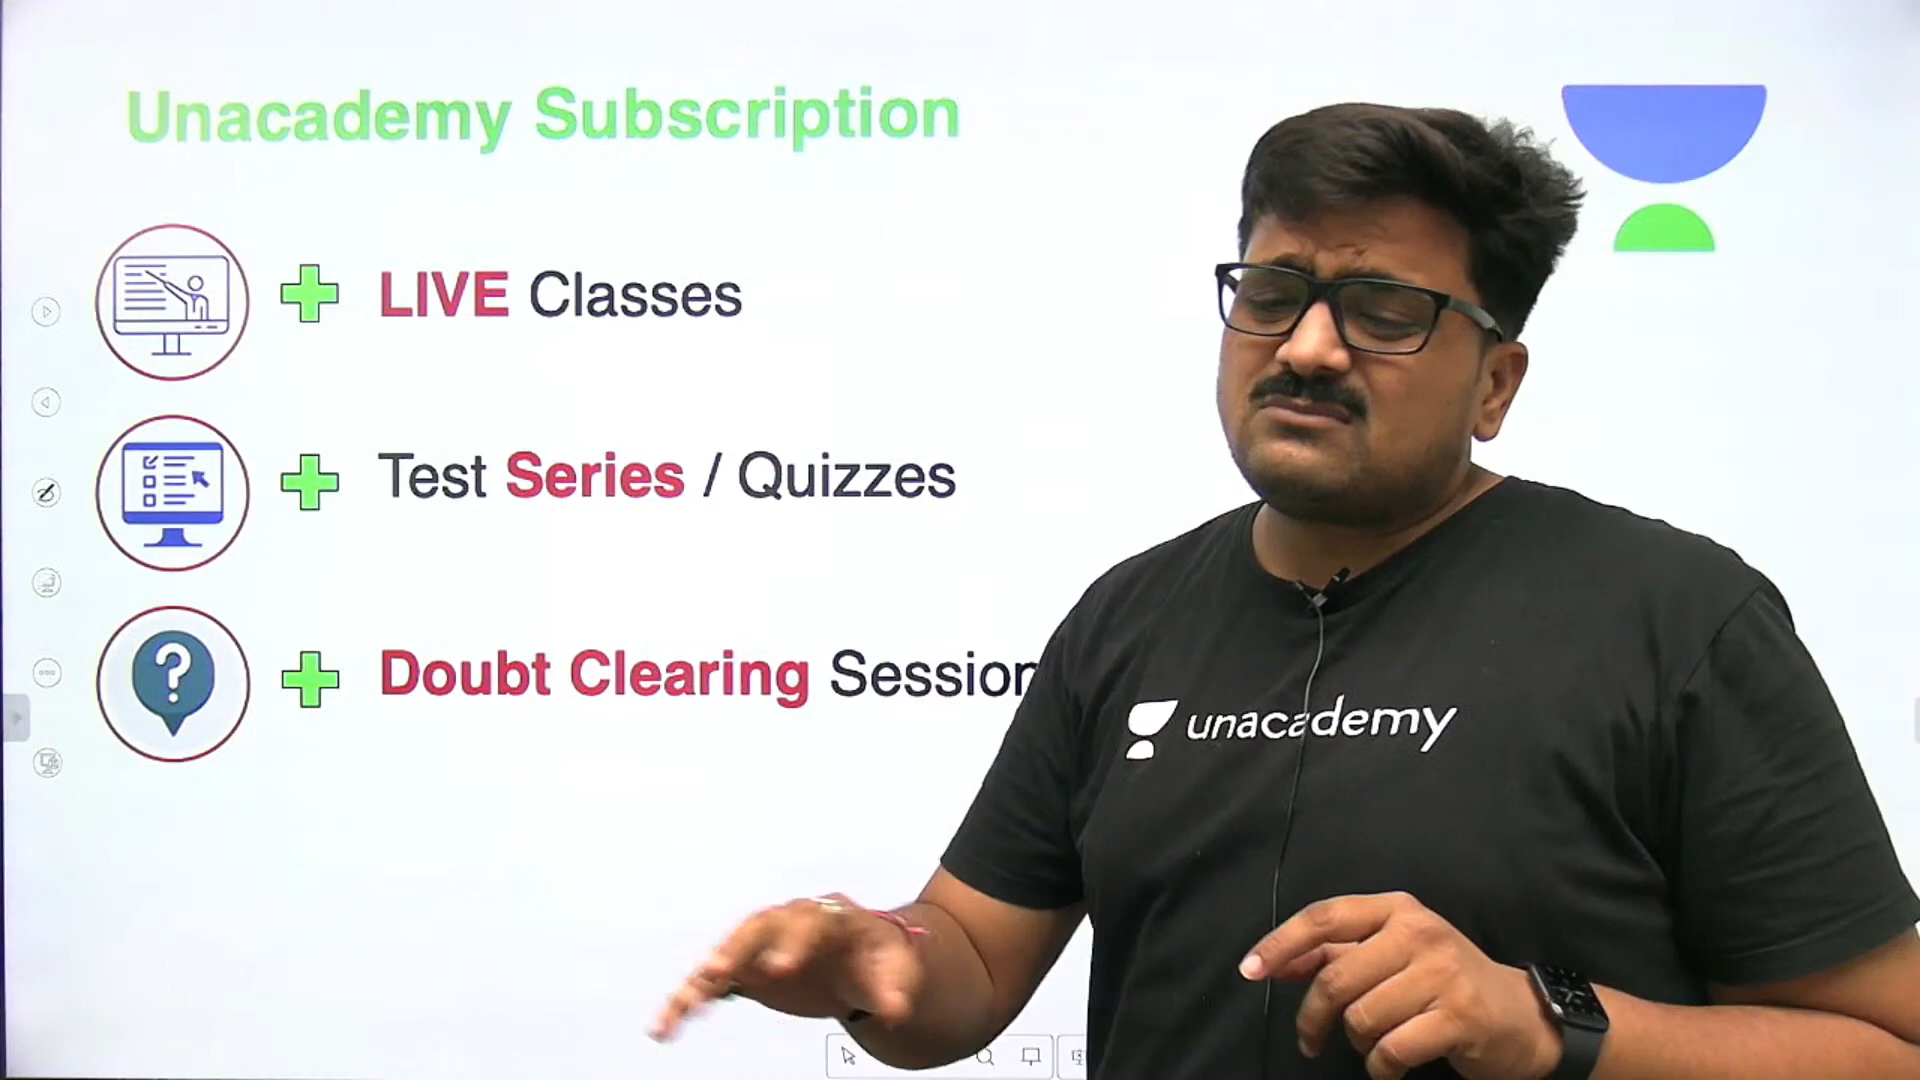 Unacademy Subscription
LIVE Classes
Test Series / Quizzes
Doubt Clearing Session
unacademy